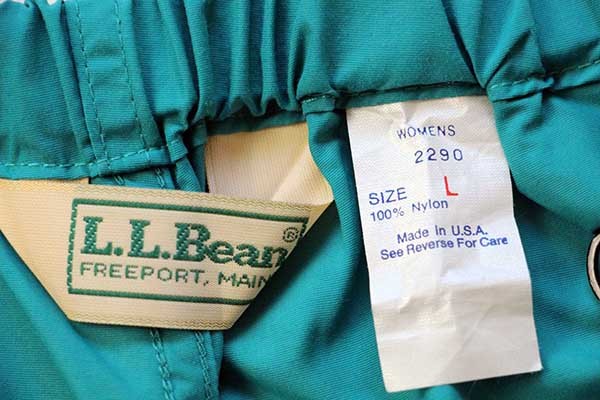 L.L.Bean®
FREEPORT, MAIN
WOMENS
2290
SIZE L
100% Nylon
Made In U.S.A.
See Reverse For Care